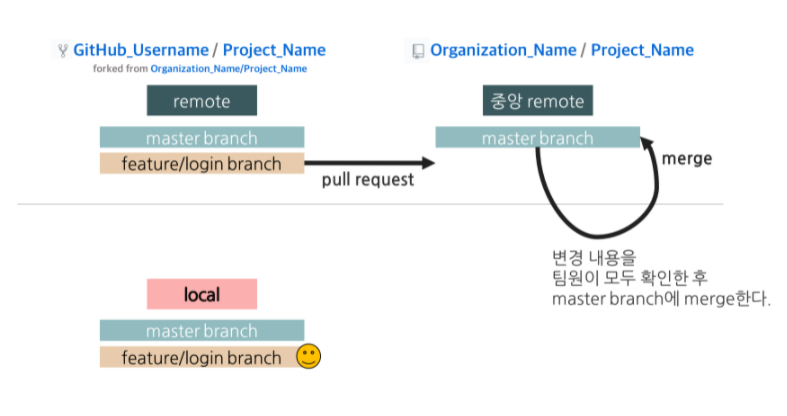 GitHub_Username / Project_Name
forked from Organization_Name/Project_Name
remote
master branch
feature/login branch
pull request
Organization_Name / Project_Name
중앙 remote
master branch
merge
변경 내용을
팀원이 모두 확인한 후
master branch에 merge한다.
local
master branch
feature/login branch